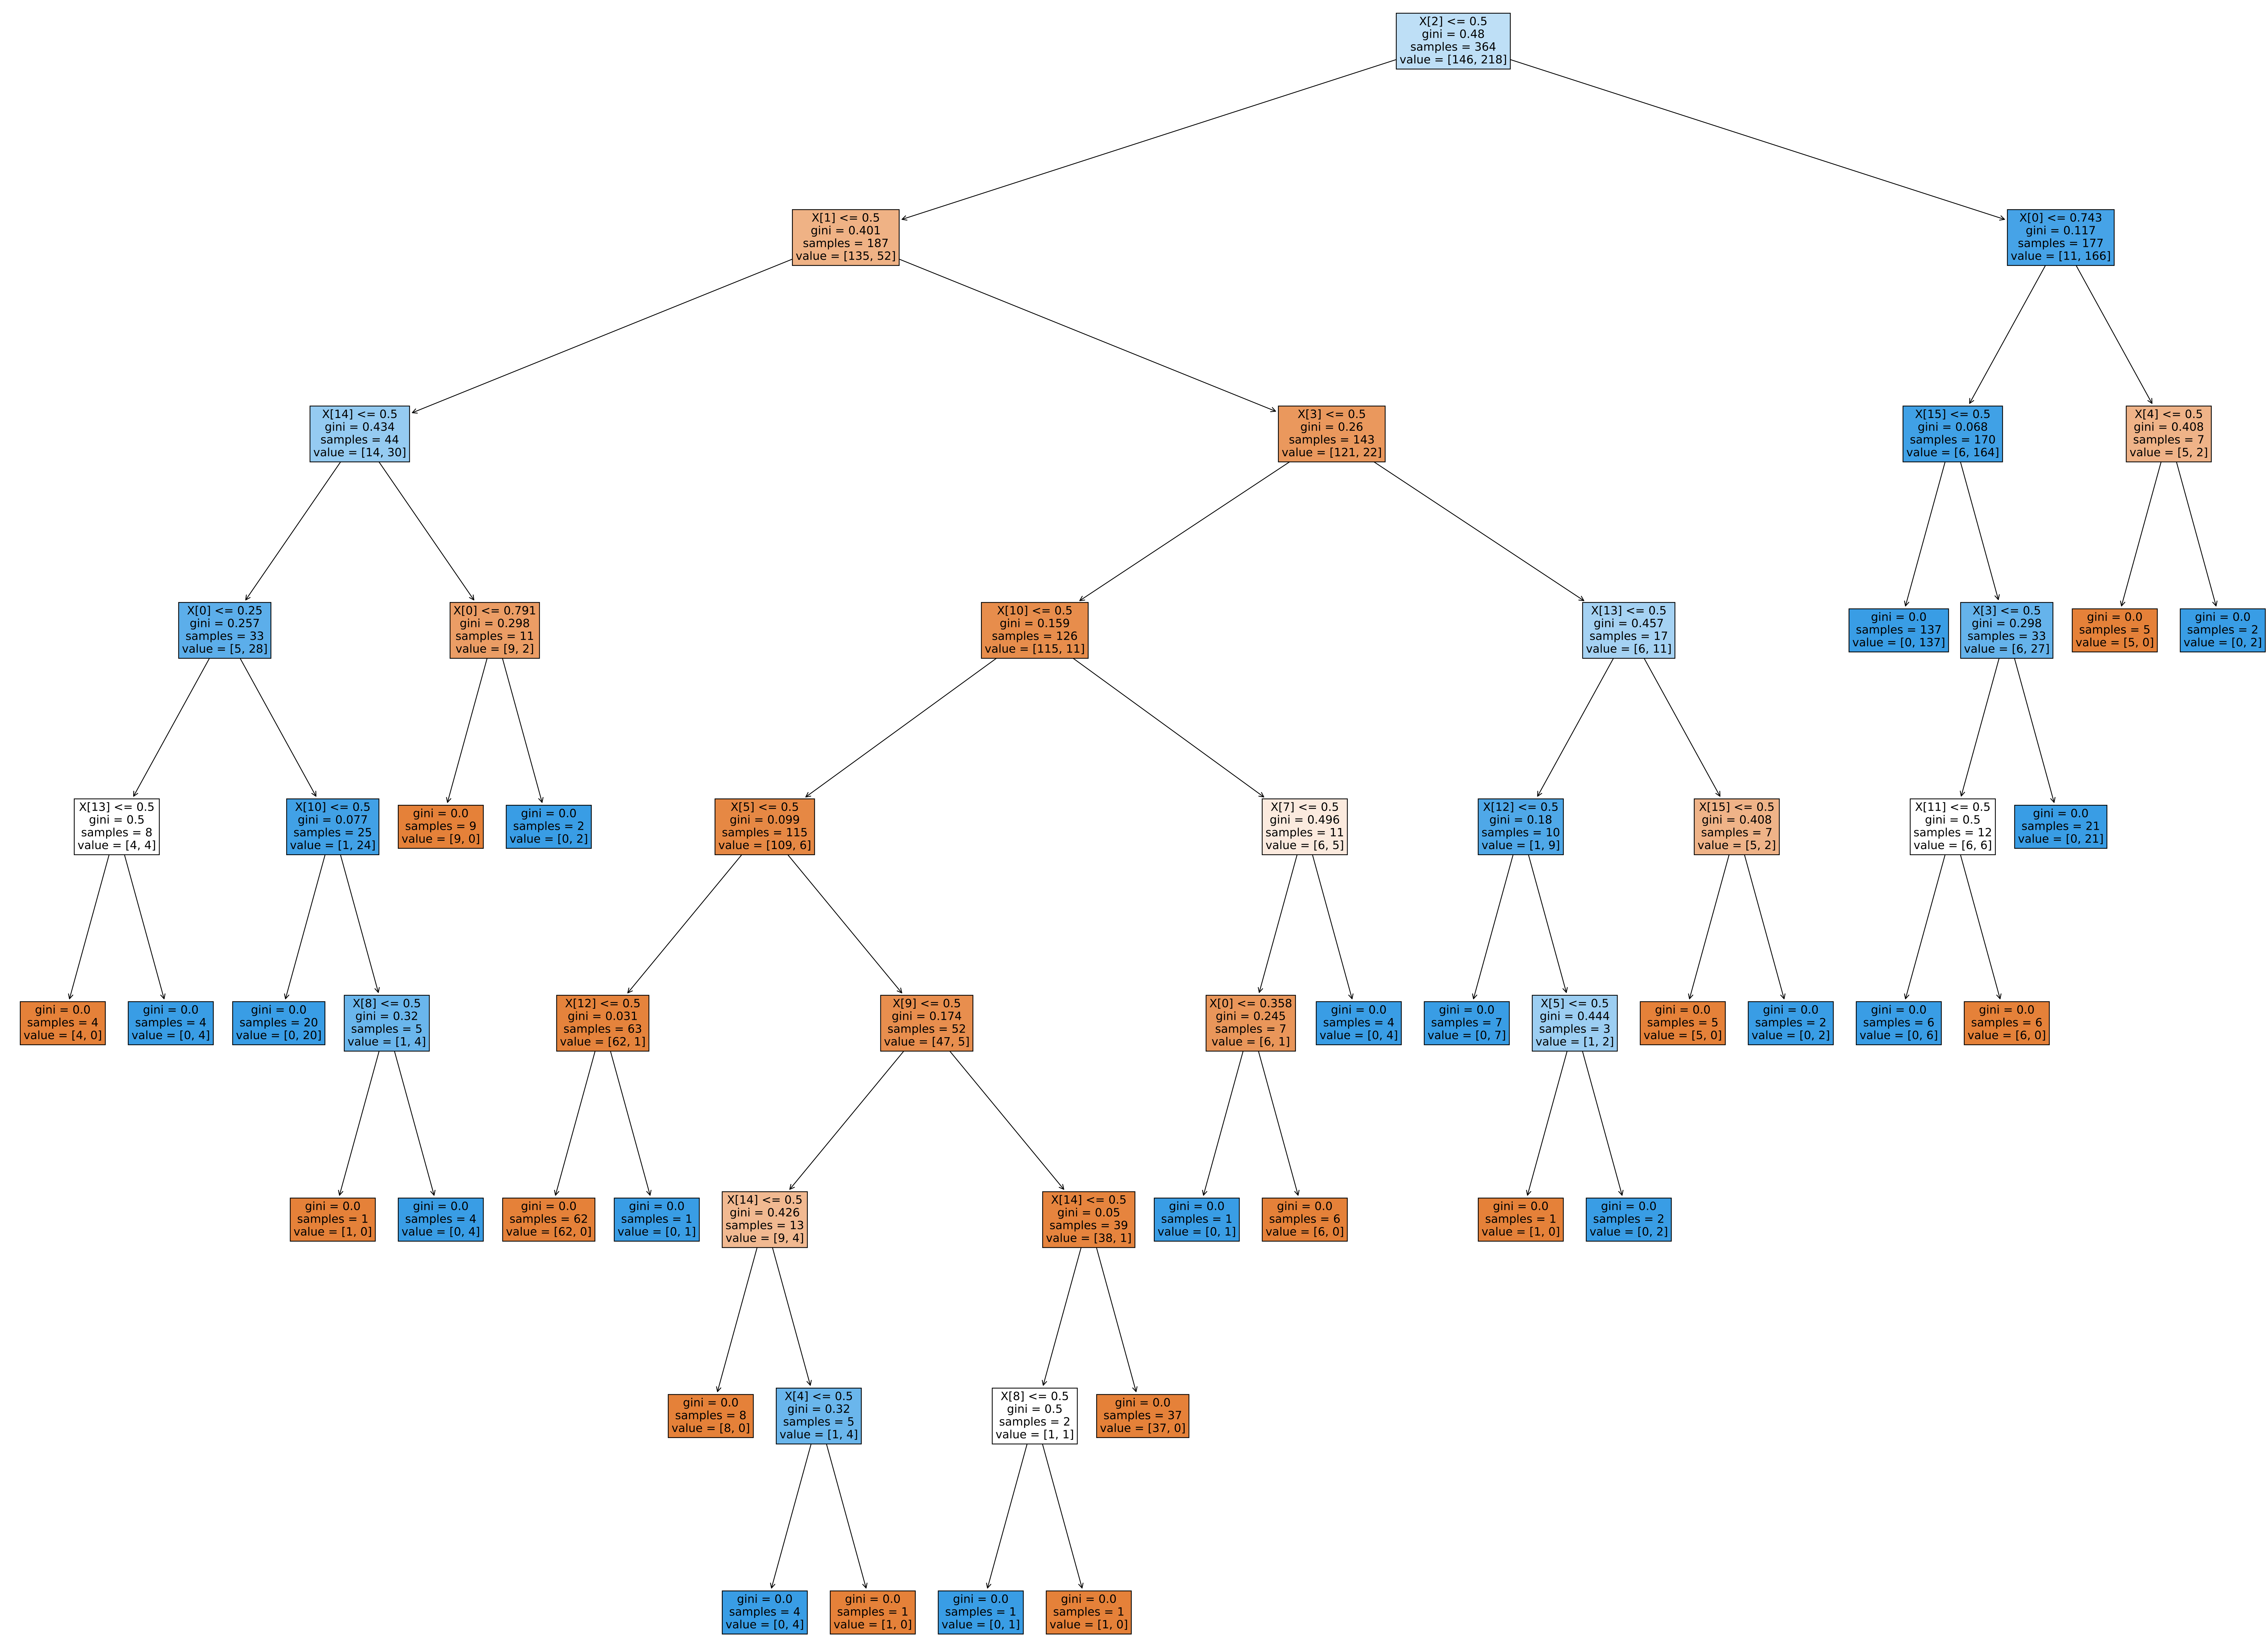 X[2] <= 0.5
gini = 0.48
samples = 364
value = [146, 218]
X[1] <= 0.5
gini = 0.401
samples = 187
value = [135, 52]
X[0] <= 0.743
gini = 0.117
samples = 177
value = [11, 166]
X[14] <= 0.5
gini = 0.434
samples = 44
value = [14, 30]
X[3] <= 0.5
gini = 0.26
samples = 143
value = [121, 22]
X[15] <= 0.5
gini = 0.068
samples = 170
value = [6, 164]
X[4] <= 0.5
gini = 0.408
samples = 7
value = [5, 2]
X[0] <= 0.25
gini = 0.257
samples = 33
value = [5, 28]
X[0] <= 0.791
gini = 0.298
samples = 11
value = [9, 2]
X[10] <= 0.5
gini = 0.159
samples = 126
value = [115, 11]
X[13] <= 0.5
gini = 0.457
samples = 17
value = [6, 11]
gini = 0.0
samples = 137
value = [0, 137]
X[3] <= 0.5
gini = 0.298
samples = 33
value = [6, 27]
gini = 0.0
samples = 5
value = [5, 0]
gini = 0.0
samples = 2
value = [0, 2]
X[13] <= 0.5
gini = 0.5
samples = 8
value = [4, 4]
X[10] <= 0.5
gini = 0.077
samples = 25
value = [1, 24]
gini = 0.0
samples = 9
value = [9, 0]
gini = 0.0
samples = 2
value = [0, 2]
X[5] <= 0.5
gini = 0.099
samples = 115
value = [109, 6]
X[7] <= 0.5
gini = 0.496
samples = 11
value = [6, 5]
X[12] <= 0.5
gini = 0.18
samples = 10
value = [1, 9]
X[15] <= 0.5
gini = 0.408
samples = 7
value = [5, 2]
X[11] <= 0.5
gini = 0.5
samples = 12
value = [6, 6]
gini = 0.0
samples = 21
value = [0, 21]
gini = 0.0
samples = 4
value = [4, 0]
gini = 0.0
samples = 4
value = [0, 4]
gini = 0.0
samples = 20
value = [0, 20]
X[8] <= 0.5
gini = 0.32
samples = 5
value = [1, 4]
X[12] <= 0.5
gini = 0.031
samples = 63
value = [62, 1]
X[9] <= 0.5
gini = 0.174
samples = 52
value = [47, 5]
X[0] <= 0.358
gini = 0.245
samples = 7
value = [6, 1]
gini = 0.0
samples = 4
value = [0, 4]
gini = 0.0
samples = 7
value = [0, 7]
X[5] <= 0.5
gini = 0.444
samples = 3
value = [1, 2]
gini = 0.0
samples = 5
value = [5, 0]
gini = 0.0
samples = 2
value = [0, 2]
gini = 0.0
samples = 6
value = [0, 6]
gini = 0.0
samples = 6
value = [6, 0]
gini = 0.0
samples = 1
value = [1, 0]
gini = 0.0
samples = 4
value = [0, 4]
gini = 0.0
samples = 62
value = [62, 0]
gini = 0.0
samples = 1
value = [0, 1]
X[14] <= 0.5
gini = 0.426
samples = 13
value = [9, 4]
X[14] <= 0.5
gini = 0.05
samples = 39
value = [38, 1]
gini = 0.0
samples = 1
value = [0, 1]
gini = 0.0
samples = 6
value = [6, 0]
gini = 0.0
samples = 1
value = [1, 0]
gini = 0.0
samples = 2
value = [0, 2]
gini = 0.0
samples = 8
value = [8, 0]
X[4] <= 0.5
gini = 0.32
samples = 5
value = [1, 4]
X[8] <= 0.5
gini = 0.5
samples = 2
value = [1, 1]
gini = 0.0
samples = 37
value = [37, 0]
gini = 0.0
samples = 4
value = [0, 4]
gini = 0.0
samples = 1
value = [1, 0]
gini = 0.0
samples = 1
value = [0, 1]
gini = 0.0
samples = 1
value = [1, 0]